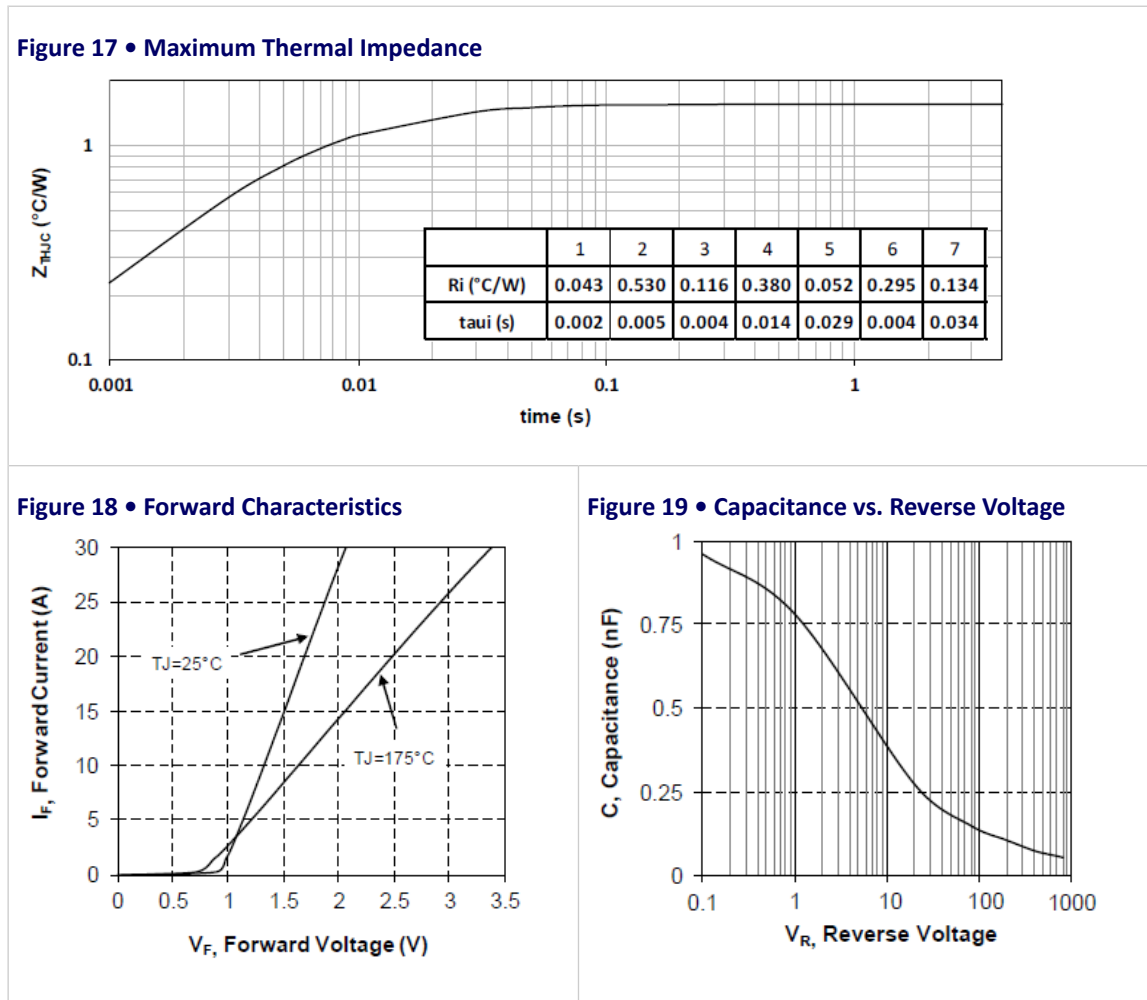 Figure 17 • Maximum Thermal Impedance
1
0.1
Z_THJC (°C/W)
1 2 3 4 5 6 7
Ri (°C/W) 0.043 0.530 0.116 0.380 0.052 0.295 0.134
taui (s) 0.002 0.005 0.004 0.014 0.029 0.004 0.034
0.001 0.01 0.1 1
time (s)
Figure 18 • Forward Characteristics
30
25
20
15
10
5
0
I_F, Forward Current (A)
TJ=25°C
TJ=175°C
0 0.5 1 1.5 2 2.5 3 3.5
V_F, Forward Voltage (V)
Figure 19 • Capacitance vs. Reverse Voltage
1
0.75
0.5
0.25
0
C, Capacitance (nF)
0.1 1 10 100 1000
V_R, Reverse Voltage